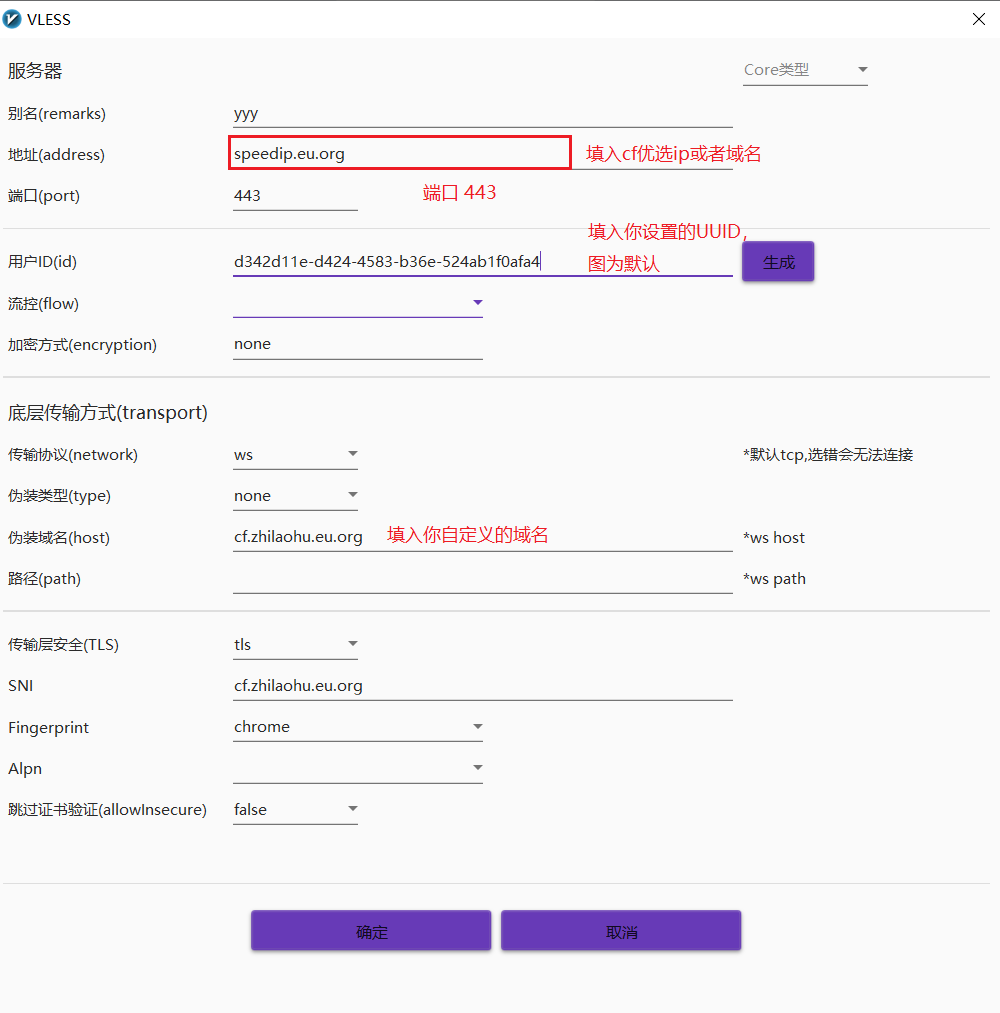 VLESS
服务器
Core类型
别名(remarks)
yyy
地址(address)
speedip.eu.org
填入cf优选ip或者域名
端口(port)
443
端口 443
填入你设置的UUID,
用户ID(id)
d342d11e-d424-4583-b36e-524ab1f0afa4
图为默认
生成
流控(flow)
加密方式(encryption)
none
底层传输方式(transport)
传输协议(network)
ws
*默认tcp,选错会无法连接
伪装类型(type)
none
伪装域名(host)
cf.zhilaohu.eu.org
填入你自定义的域名
*ws host
路径(path)
*ws path
传输层安全(TLS)
tls
SNI
cf.zhilaohu.eu.org
Fingerprint
chrome
Alpn
跳过证书验证(allowInsecure)
false
确定
取消